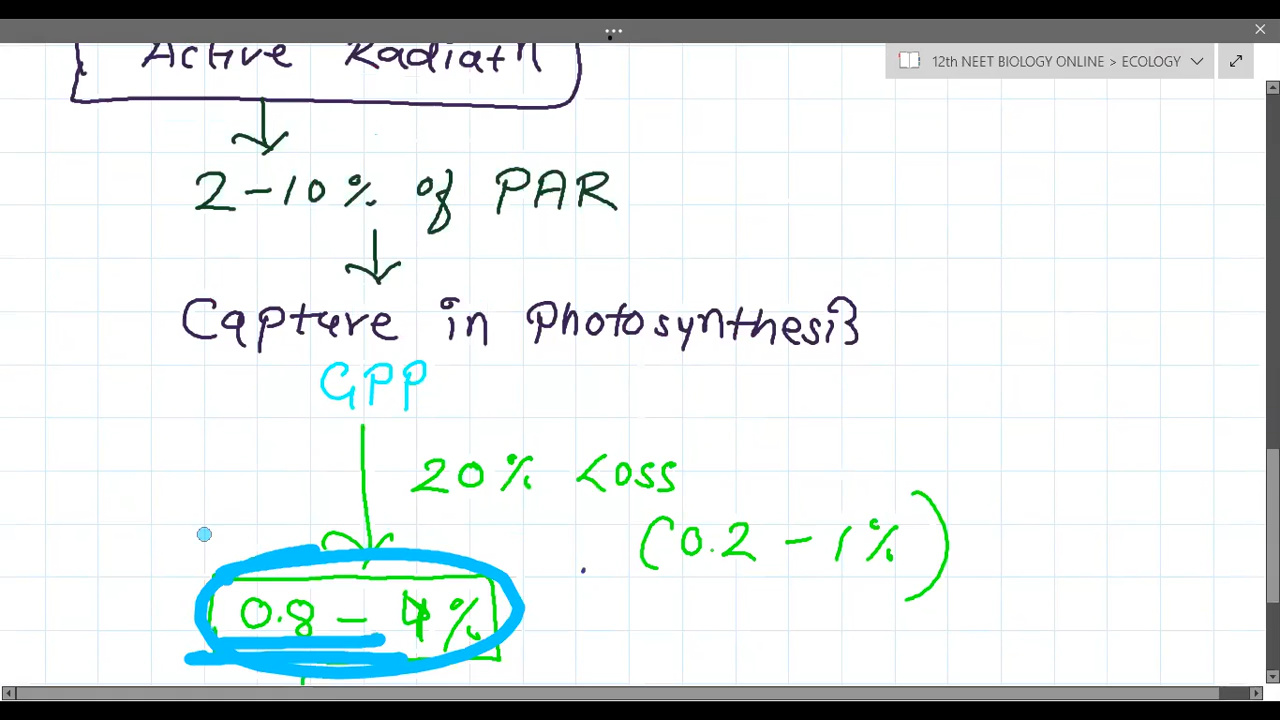 Active Radiatn
12th NEET BIOLOGY ONLINE > ECOLOGY
2-10% of PAR
Capture in Photosynthesis
GPP
20% Loss
(0.2 - 1%)
0.8 - 4%